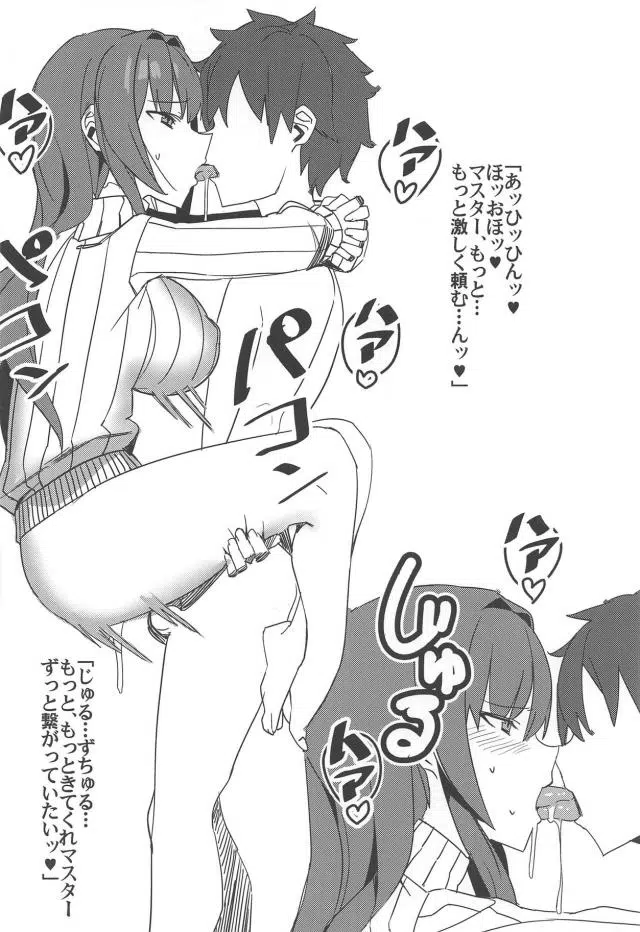 「あッひッひんッ♥
ほッおほッ♥
マスター、もっと…
もっと激しく頼む…んッ♥」
ハァ♡
ハァ♡
ハァ♡
パコン
パコン
ハァ♡
じゅる
ハァ♡
「じゅる…ずちゅる…
もっと、もっときてくれマスター
ずっと繋がっていたいッ♥」